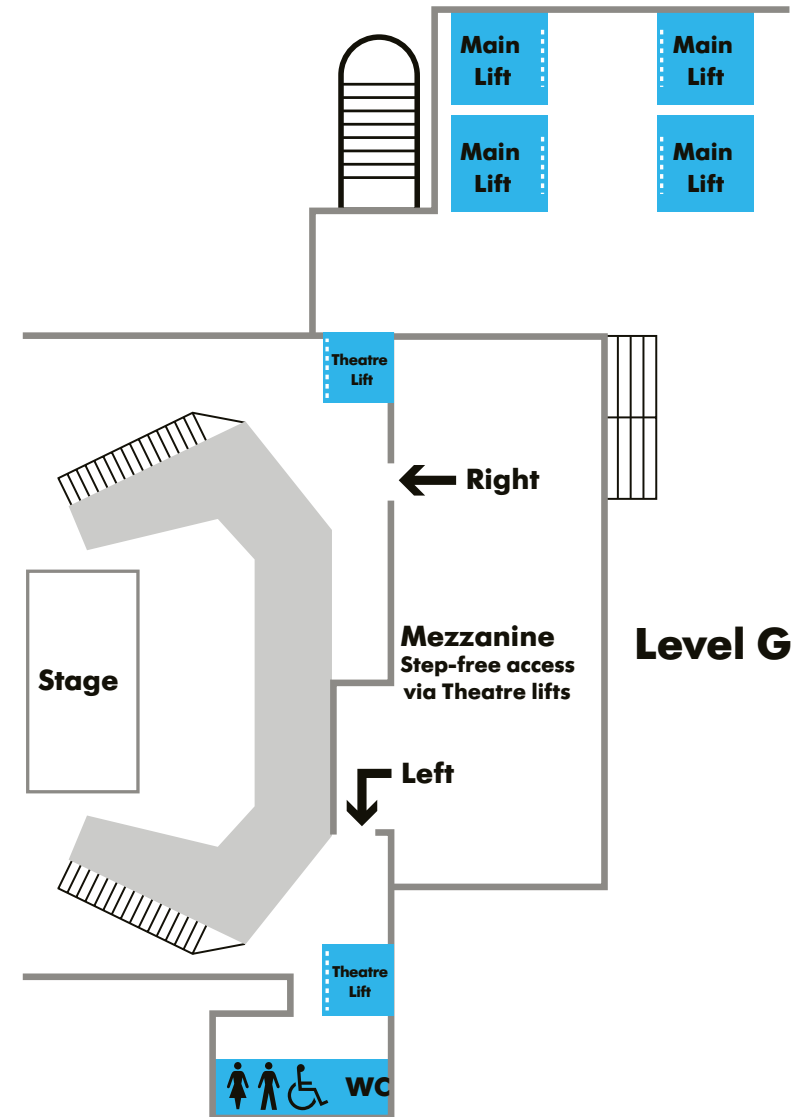 Main
Lift
Main
Lift
Main
Lift
Main
Lift
Theatre
Lift
Right
Mezzanine
Step-free access
via Theatre lifts
Level G
Stage
Left
Theatre
Lift
WC